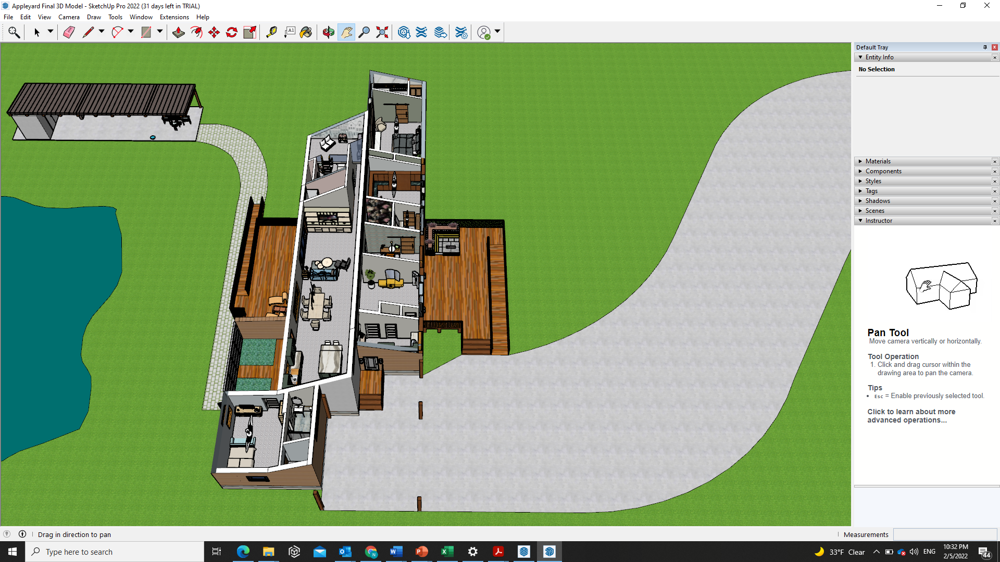 Appleyard Final 3D Model - SketchUp Pro 2022 (31 days left in TRIAL)
File Edit View Camera Draw Tools Window Extensions Help
A1
Default Tray
Entity Info
No Selection
Materials
Components
Styles
Tags
Shadows
Scenes
Instructor
Pan Tool
Move camera vertically or horizontally.
Tool Operation
1. Click and drag cursor within the
drawing area to pan the camera.
Tips
• Esc = Enable previously selected tool.
Click to learn about more
advanced operations...
Drag in direction to pan
Measurements
Type here to search
N
33°F Clear
ENG
10:32 PM
2/5/2022
44